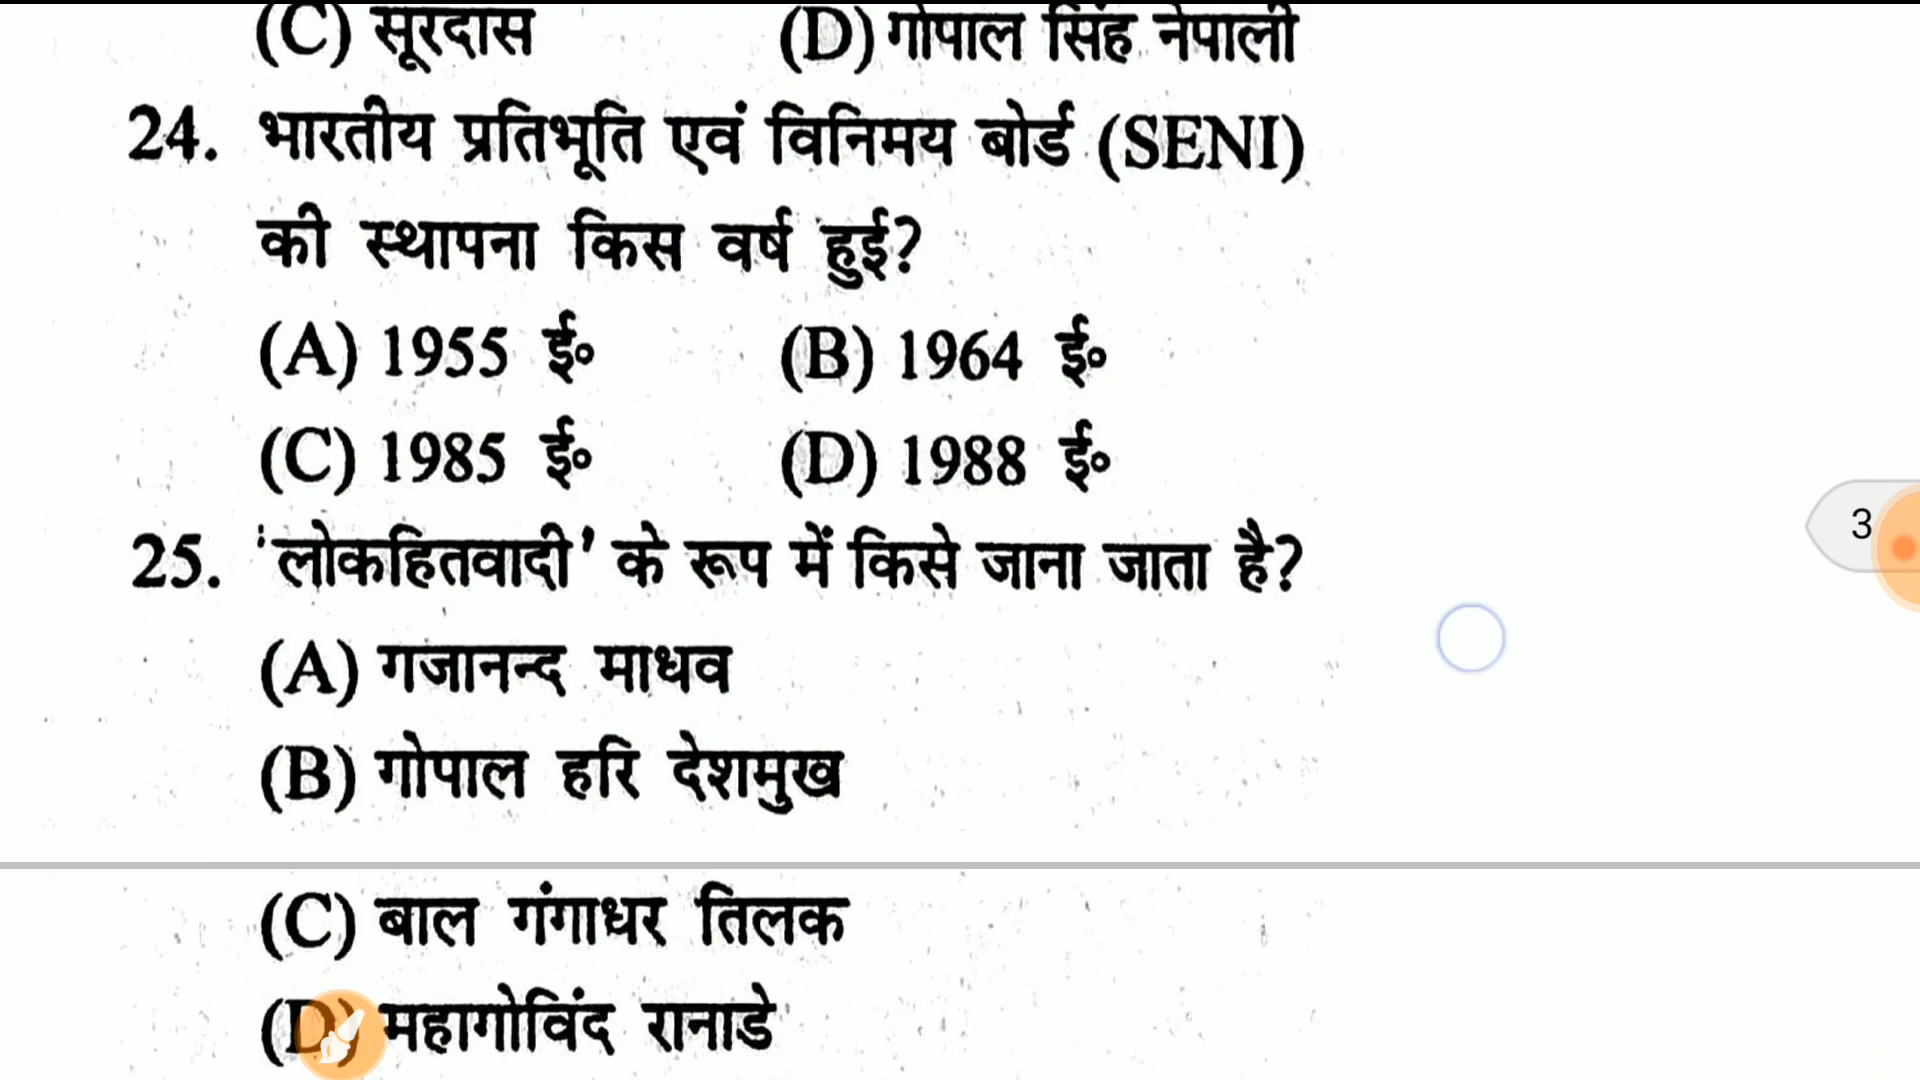 (C) सूरदास (D) गोपाल सिंह नेपाली
24. भारतीय प्रतिभूति एवं विनिमय बोर्ड (SENI)
की स्थापना किस वर्ष हुई?
(A) 1955 ई० (B) 1964 ई०
(C) 1985 ई० (D) 1988 ई०
25. 'लोकहितवादी' के रूप में किसे जाना जाता है?
3
(A) गजानन्द माधव
(B) गोपाल हरि देशमुख
(C) बाल गंगाधर तिलक
(D) महागोविंद रानाडे